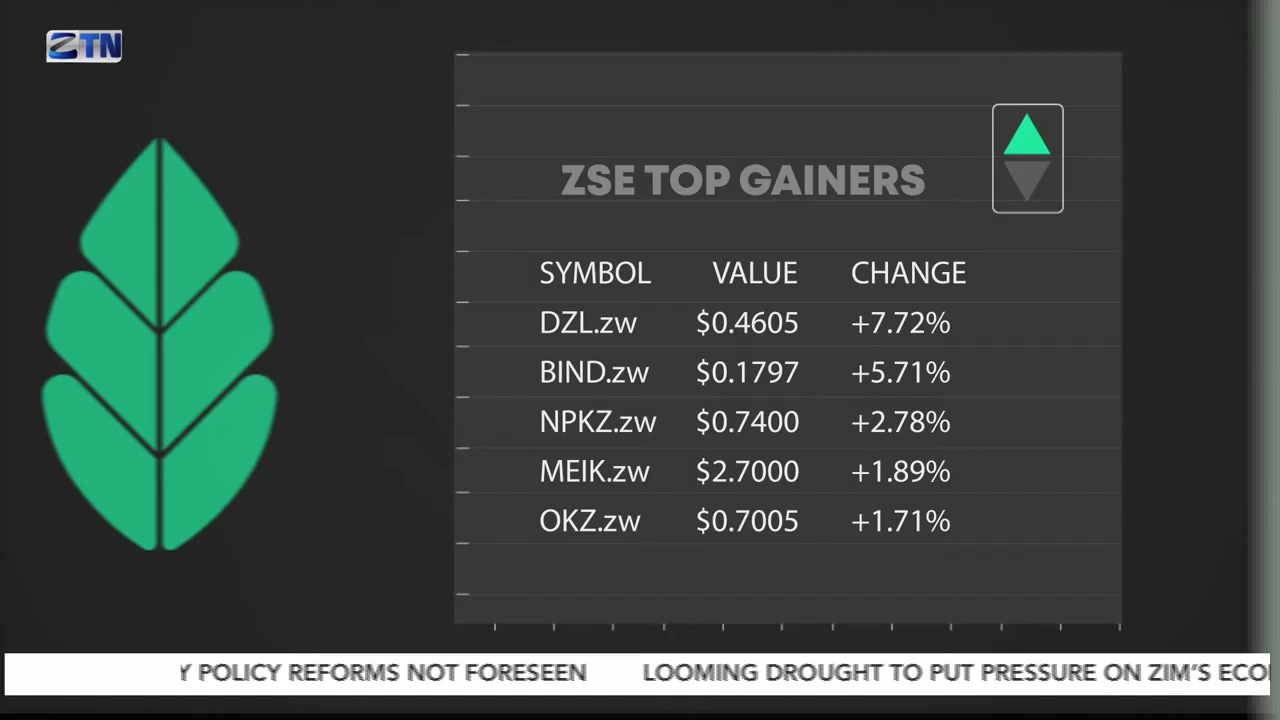 ZTN
ZSE TOP GAINERS
SYMBOL VALUE CHANGE
DZL.zw $0.4605 +7.72%
BIND.zw $0.1797 +5.71%
NPKZ.zw $0.7400 +2.78%
MEIK.zw $2.7000 +1.89%
OKZ.zw $0.7005 +1.71%
Y POLICY REFORMS NOT FORESEEN LOOMING DROUGHT TO PUT PRESSURE ON ZIM'S ECO